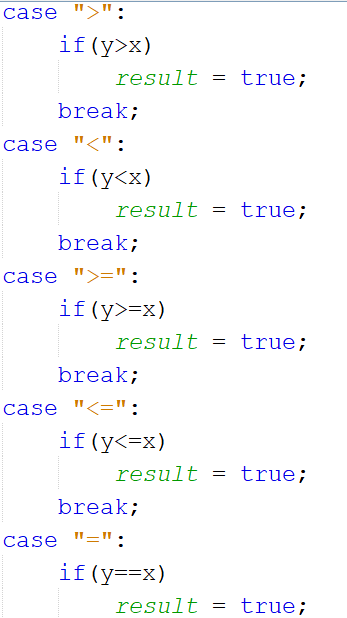 case ">":
    if(y>x)
        result = true;
    break;
case "<":
    if(y<x)
        result = true;
    break;
case ">=":
    if(y>=x)
        result = true;
    break;
case "<=":
    if(y<=x)
        result = true;
    break;
case "=":
    if(y==x)
        result = true;